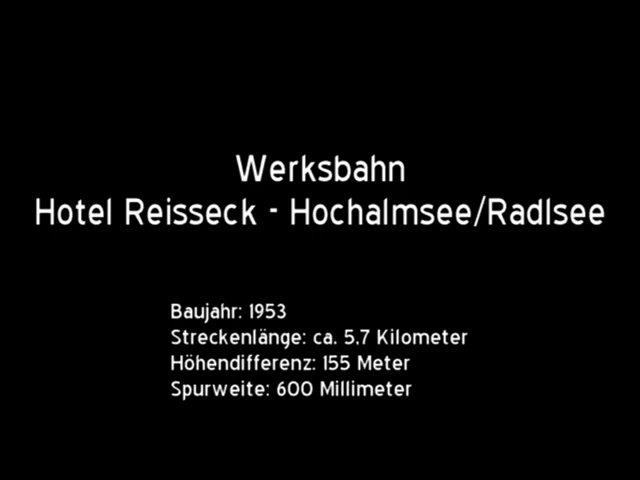 Werksbahn
Hotel Reisseck - Hochalmsee/Radlsee
Baujahr: 1953
Streckenlänge: ca. 5,7 Kilometer
Höhendifferenz: 155 Meter
Spurweite: 600 Millimeter